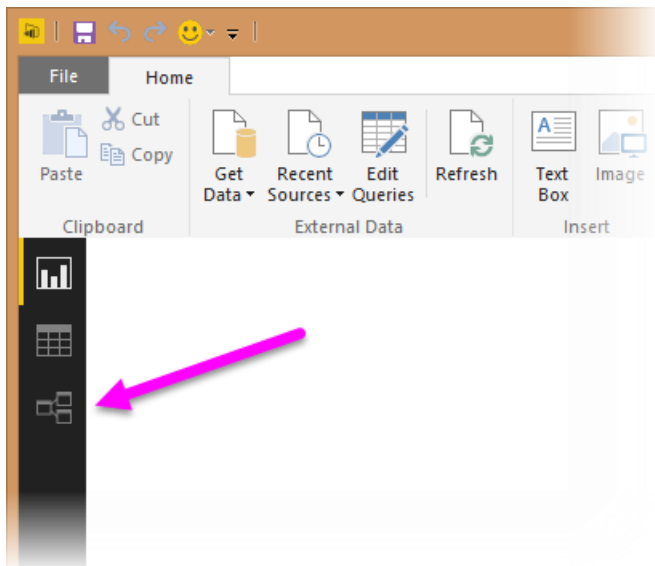 File Home
Cut
Copy
Paste
Get Data
Recent Sources
Edit Queries
Refresh
Text Box
Image
Clipboard
External Data
Insert